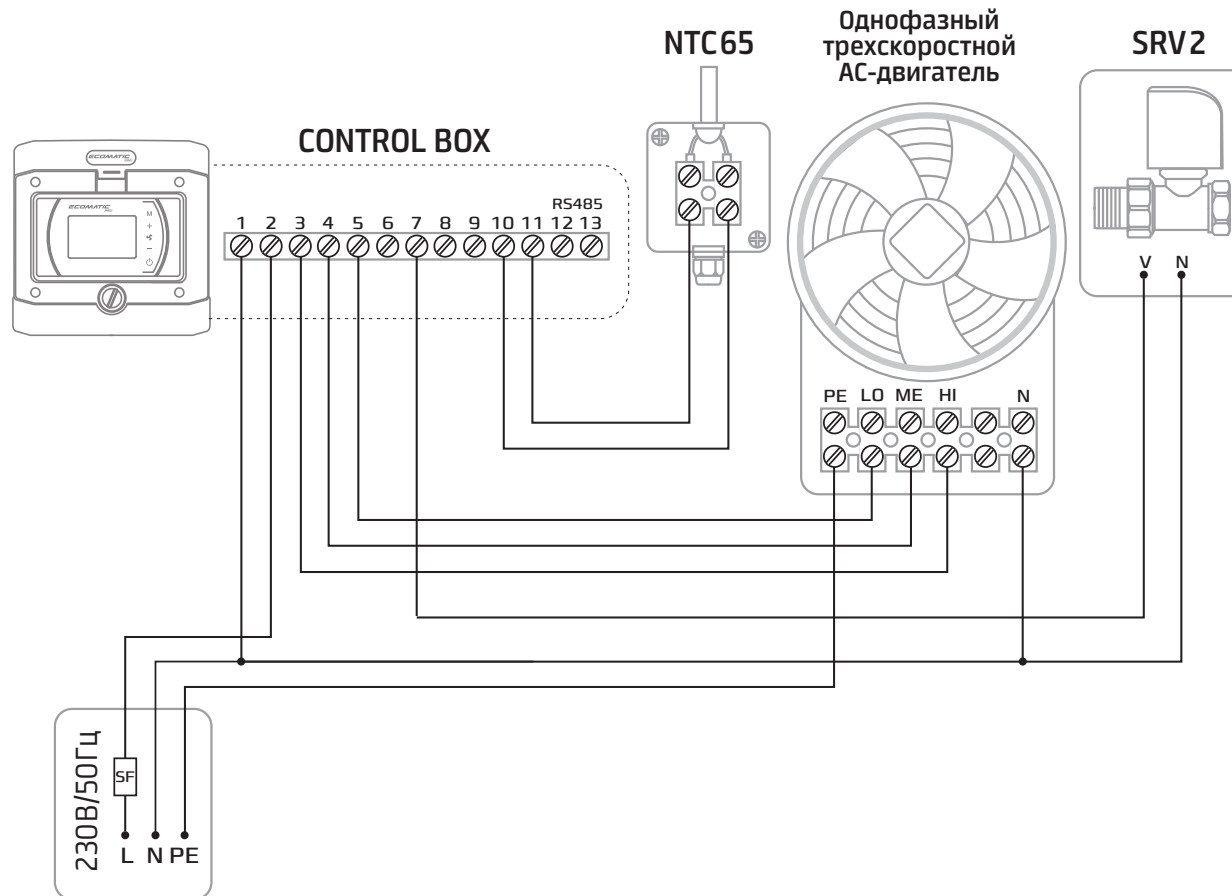 Однофазный
трехскоростной
АС-двигатель
NTC65
SRV2
CONTROL BOX
ECOMATIC
ECOMATIC
M
+
−
RS485
1 2 3 4 5 6 7 8 9 10 11 12 13
V N
PE LO ME HI N
230В/50Гц
SF
L N PE